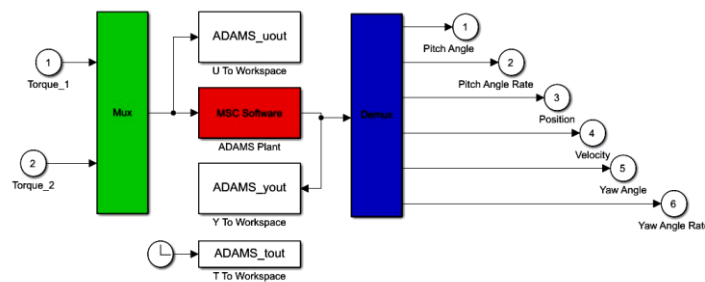 1
Torque_1
2
Torque_2
Mux
ADAMS_uout
U To Workspace
MSC Software
ADAMS Plant
ADAMS_yout
Y To Workspace
ADAMS_tout
T To Workspace
Demux
1
Pitch Angle
2
Pitch Angle Rate
3
Position
4
Velocity
5
Yaw Angle
6
Yaw Angle Rate